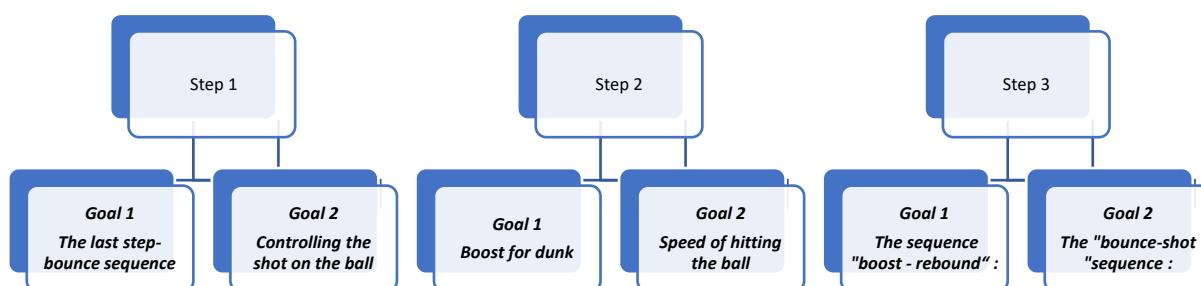 Step 1
Goal 1
The last step-
bounce sequence
Goal 2
Controlling the
shot on the ball
Step 2
Goal 1
Boost for dunk
Goal 2
Speed of hitting
the ball
Step 3
Goal 1
The sequence
"boost - rebound“ :
Goal 2
The "bounce-shot
"sequence :